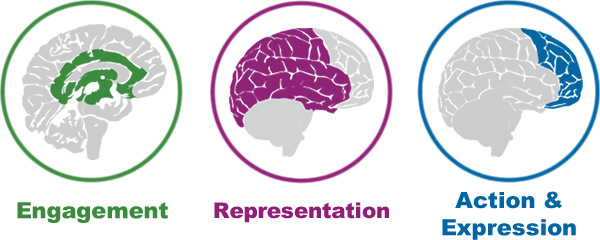 Engagement
Representation
Action &
Expression